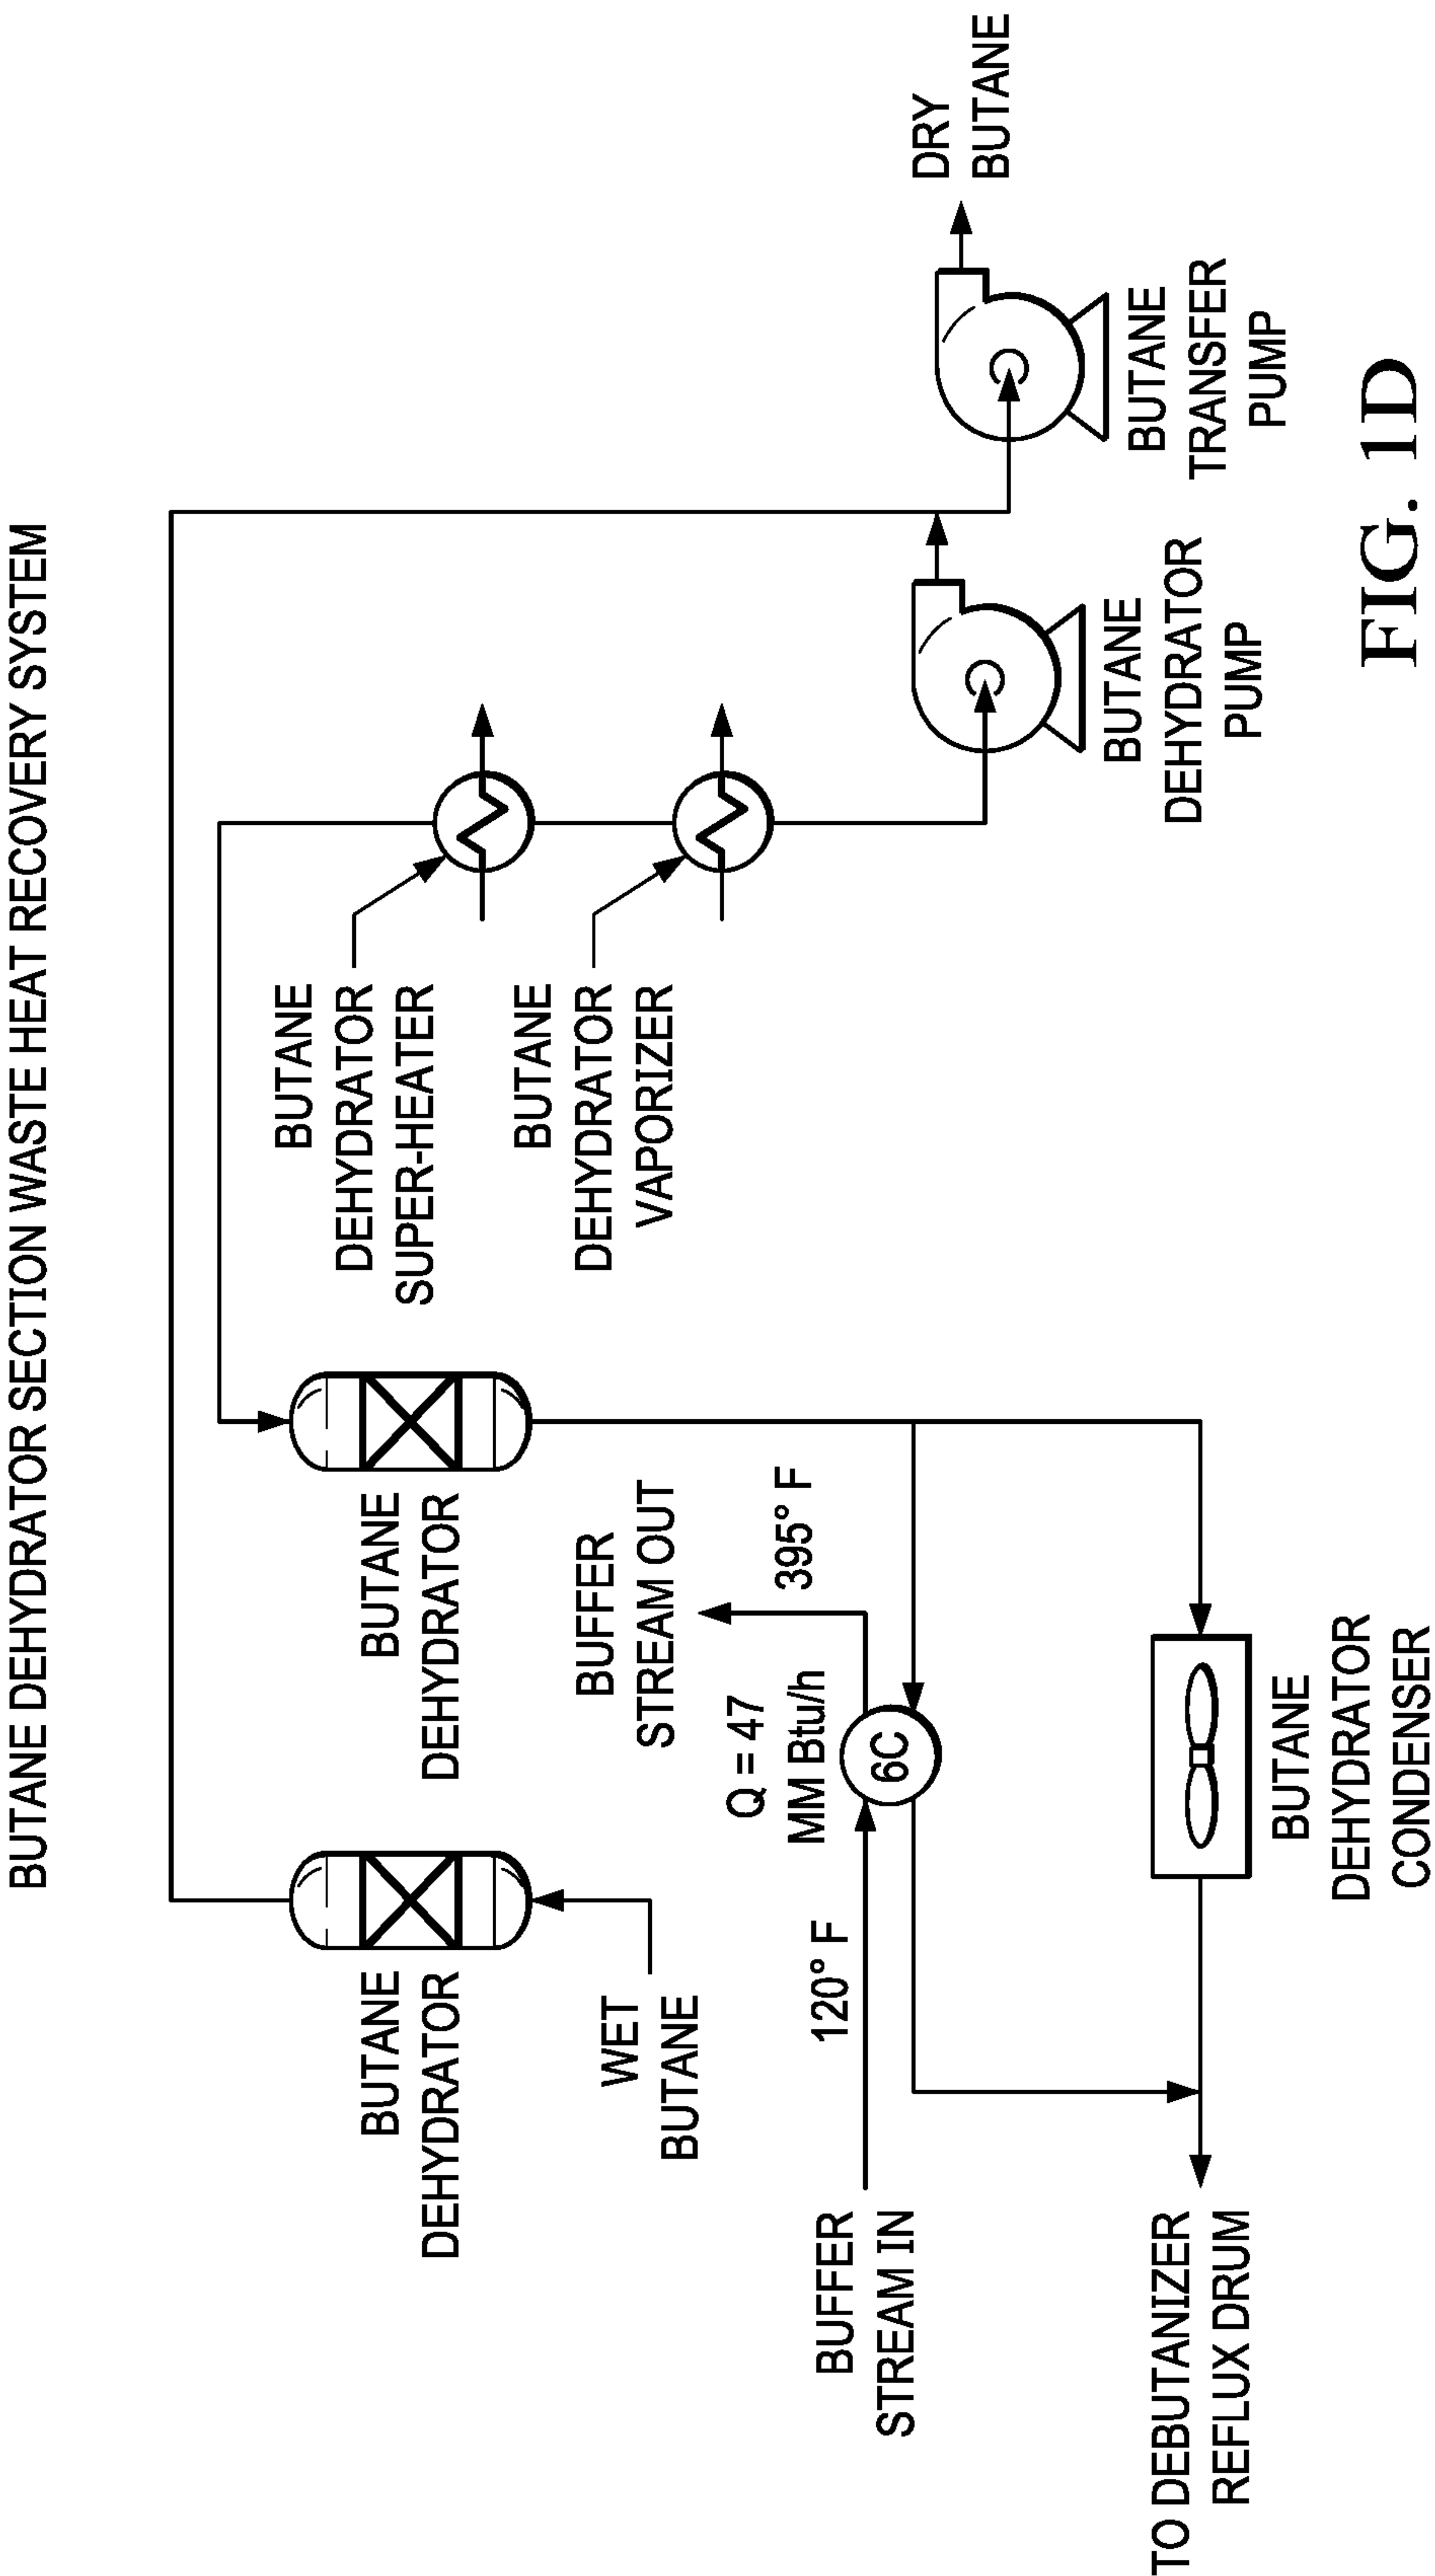 BUTANE DEHYDRATOR SECTION WASTE HEAT RECOVERY SYSTEM
BUTANE
DEHYDRATOR
BUTANE
DEHYDRATOR
BUTANE
DEHYDRATOR
SUPER-HEATER
BUTANE
DEHYDRATOR
VAPORIZER
WET
BUTANE
BUFFER
STREAM OUT
395° F
Q = 47
MM Btu/h
6C
120° F
BUFFER
STREAM IN
DRY
BUTANE
BUTANE
DEHYDRATOR
PUMP
BUTANE
TRANSFER
PUMP
TO DEBUTANIZER
REFLUX DRUM
BUTANE
DEHYDRATOR
CONDENSER
FIG. 1D